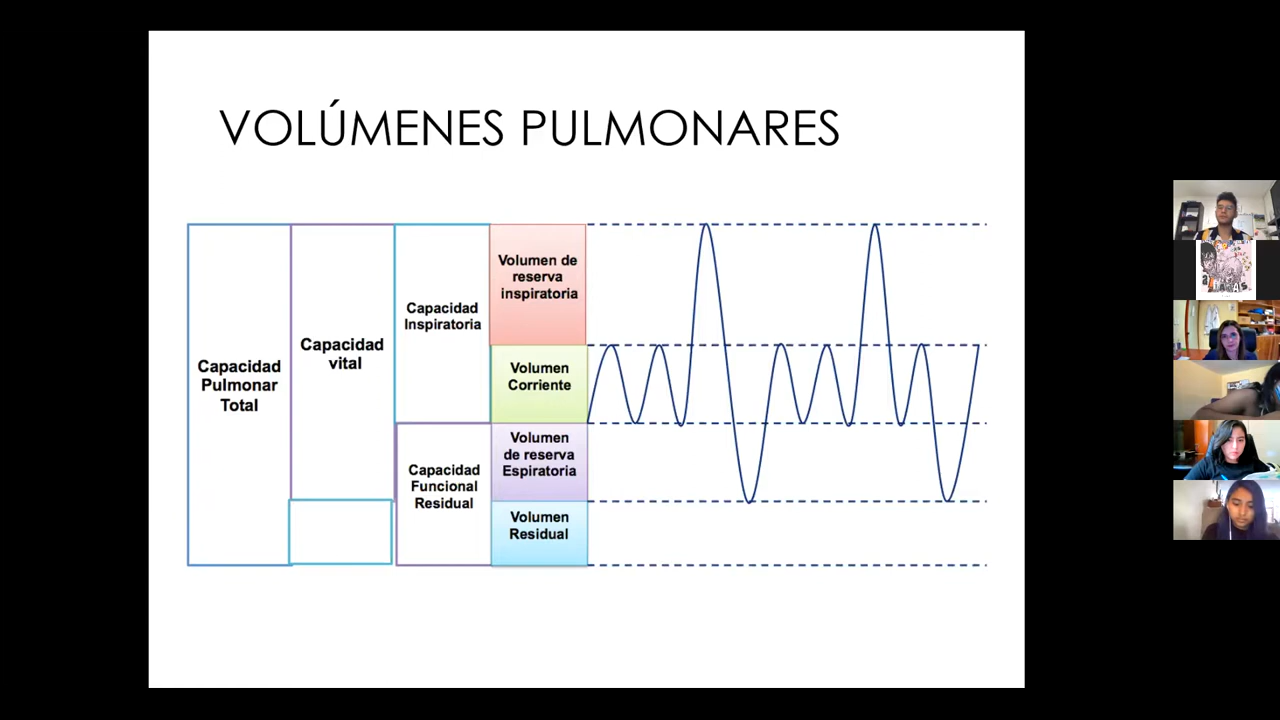 VOLÚMENES PULMONARES
Capacidad
Pulmonar
Total
Capacidad
vital
Capacidad
Inspiratoria
Capacidad
Funcional
Residual
Volumen de
reserva
inspiratoria
Volumen
Corriente
Volumen
de reserva
Espiratoria
Volumen
Residual